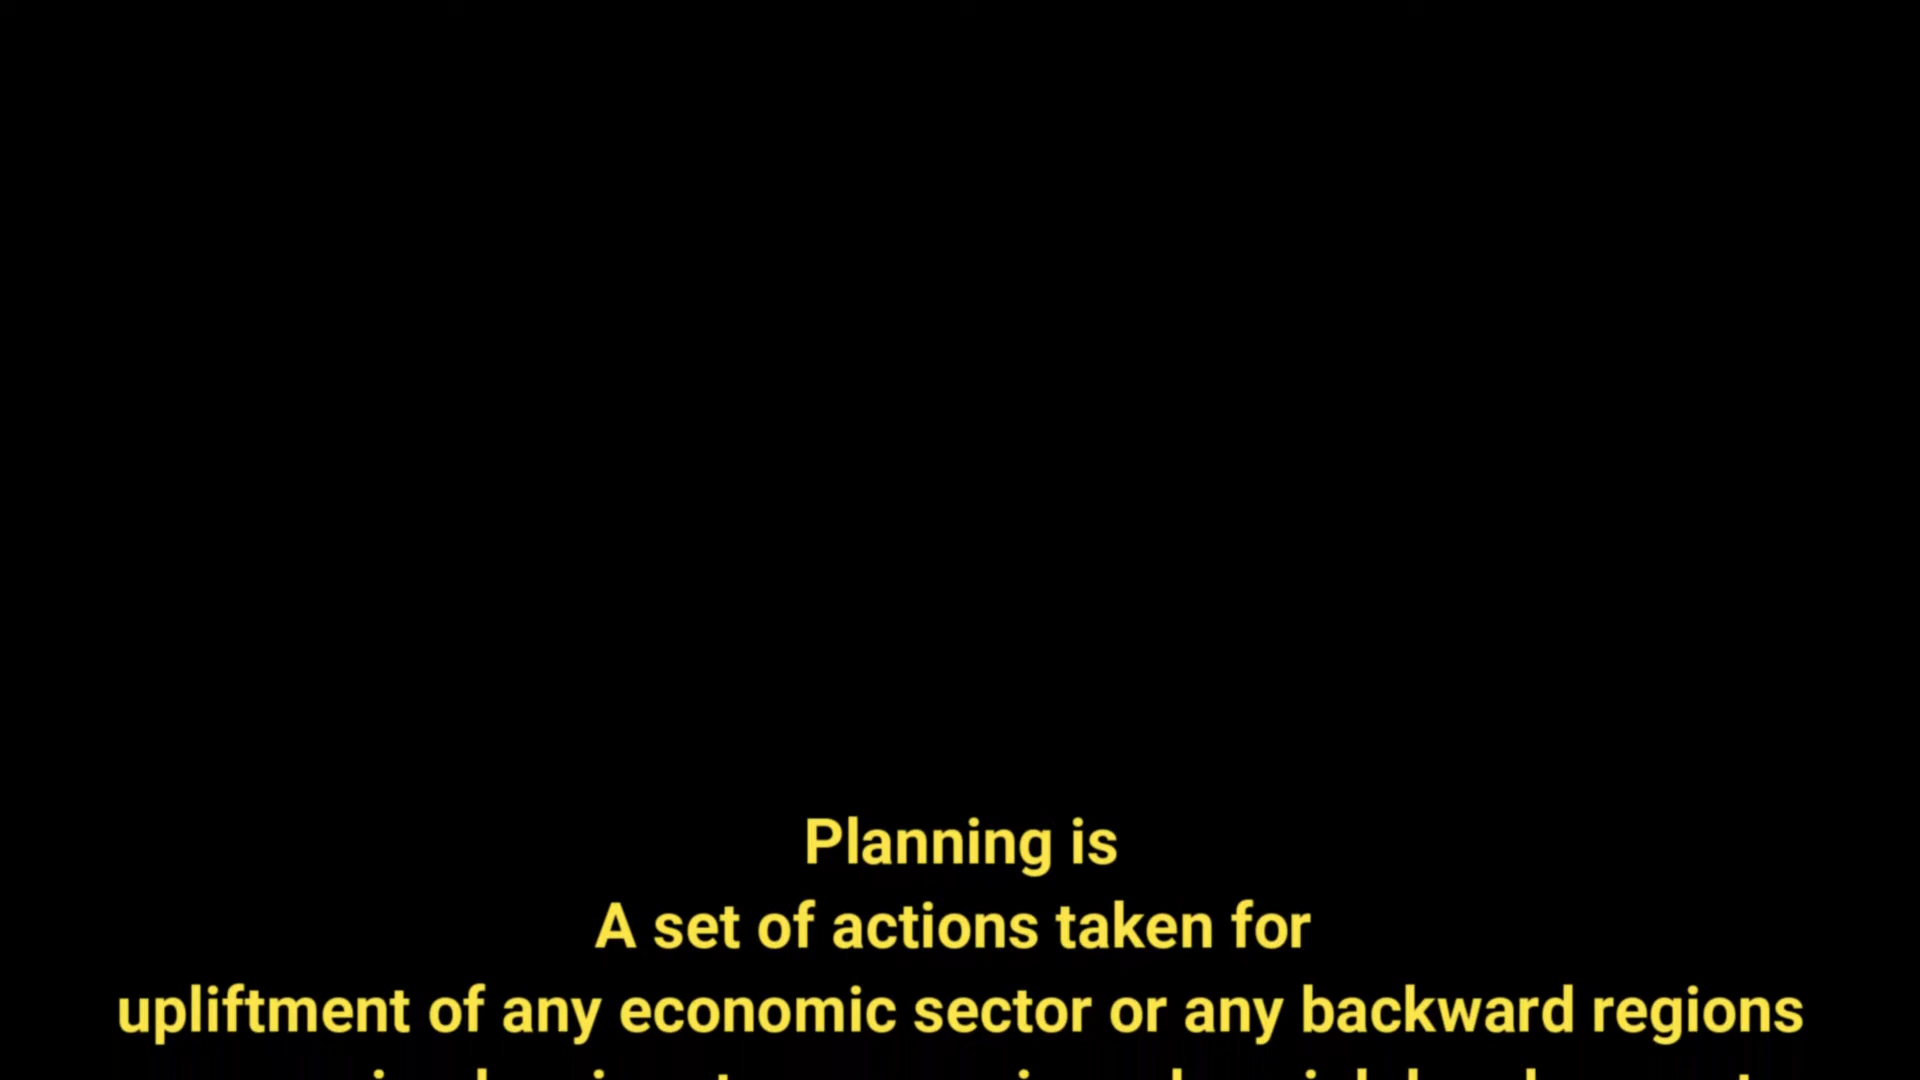 Planning is
A set of actions taken for
upliftment of any economic sector or any backward regions